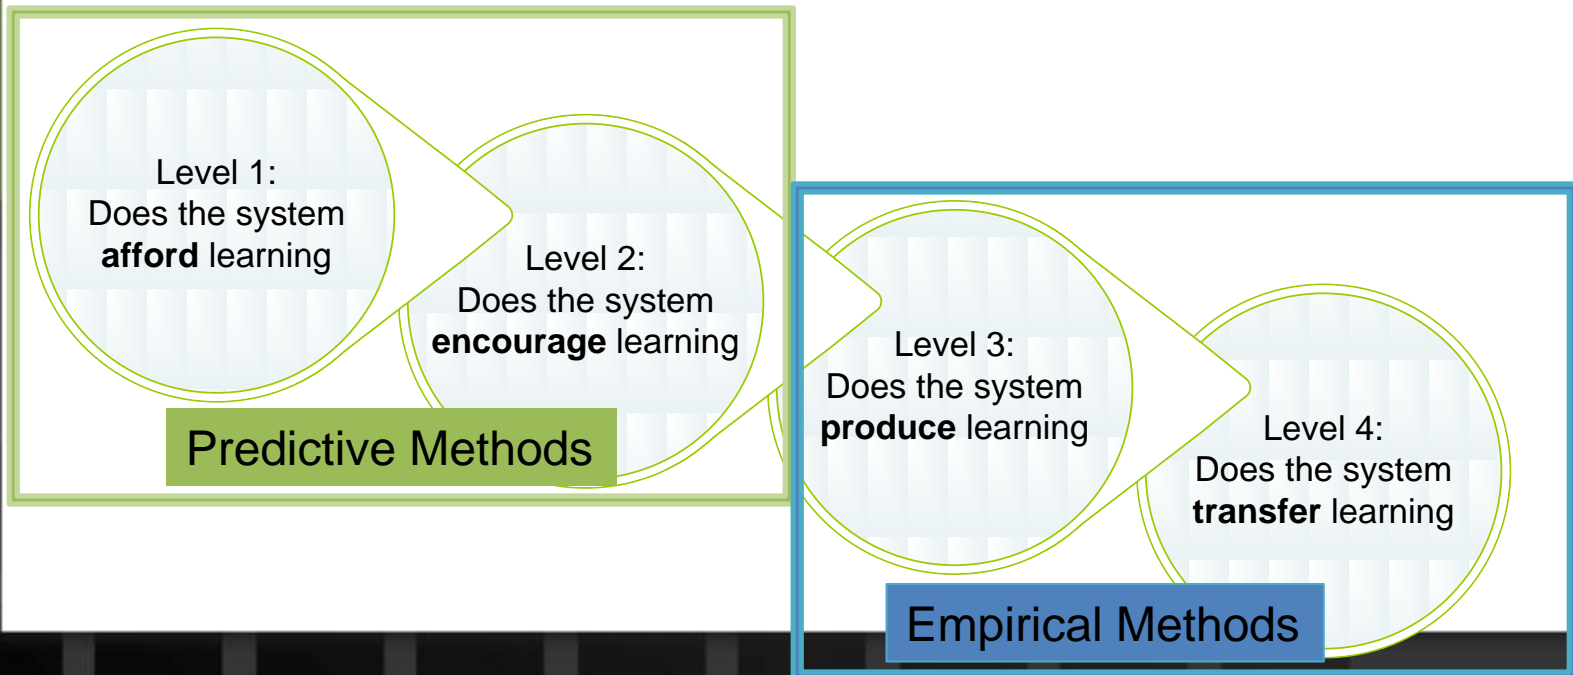 Level 1:
Does the system
afford learning
Level 2:
Does the system
encourage learning
Predictive Methods
Level 3:
Does the system
produce learning
Level 4:
Does the system
transfer learning
Empirical Methods